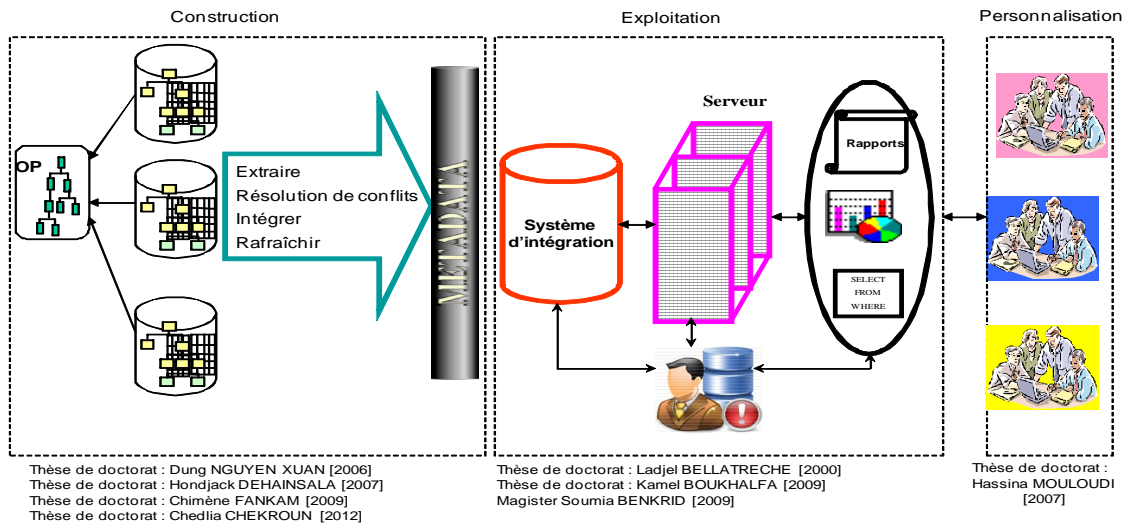 Construction
Exploitation
Personnalisation
OP
Extraire
Résolution de conflits
Intégrer
Rafraîchir
METADATA
Système
d'intégration
Serveur
Rapports
SELECT
FROM
WHERE
Thèse de doctorat : Dung NGUYEN XUAN [2006]
Thèse de doctorat : Hondjack DEHAINSALA [2007]
Thèse de doctorat : Chimène FANKAM [2009]
Thèse de doctorat : Chedlia CHEKROUN [2012]
Thèse de doctorat : Ladjel BELLATRECHE [2000]
Thèse de doctorat : Kamel BOUKHALFA [2009]
Magister Soumia BENKRID [2009]
Thèse de doctorat :
Hassina MOULOUDI
[2007]